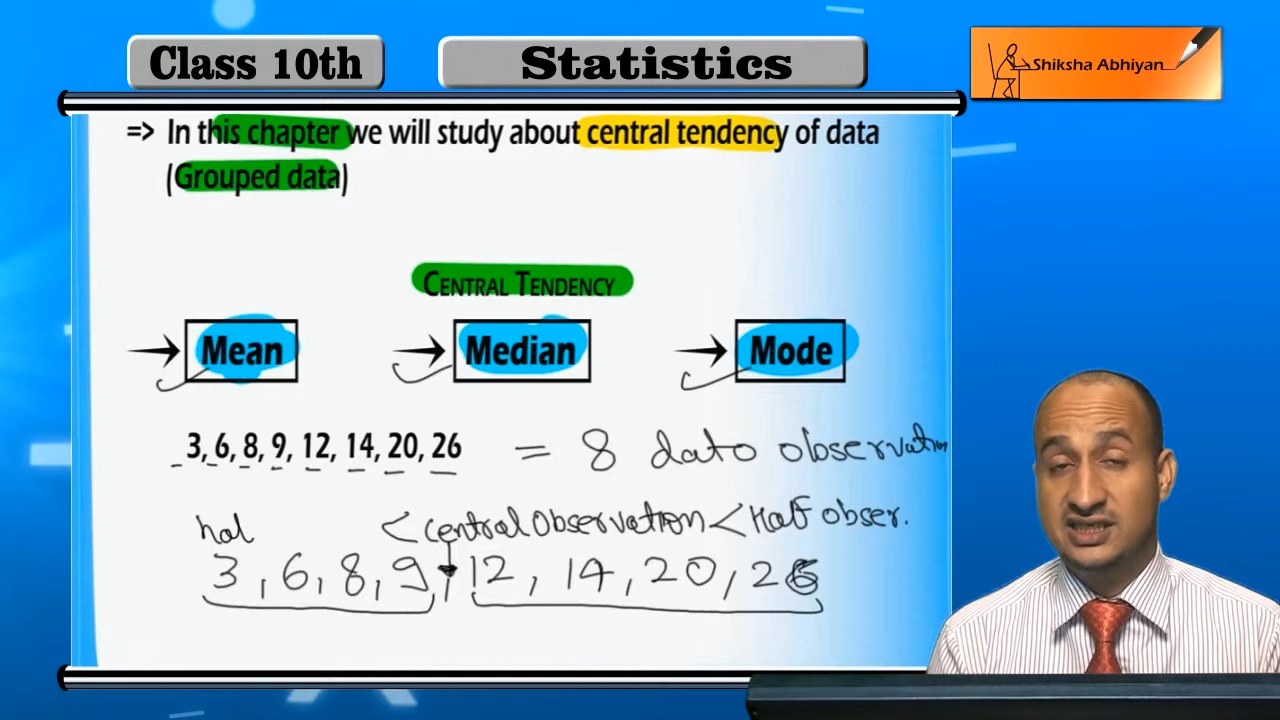 Class 10th
Statistics
Shiksha Abhiyan
=> In this chapter we will study about central tendency of data
(Grouped data)
CENTRAL TENDENCY
→ Mean
→ Median
→ Mode
3, 6, 8, 9, 12, 14, 20, 26 = 8 data observation
hal < central Observation < Half obser.
3, 6, 8, 9, 12, 14, 20, 26